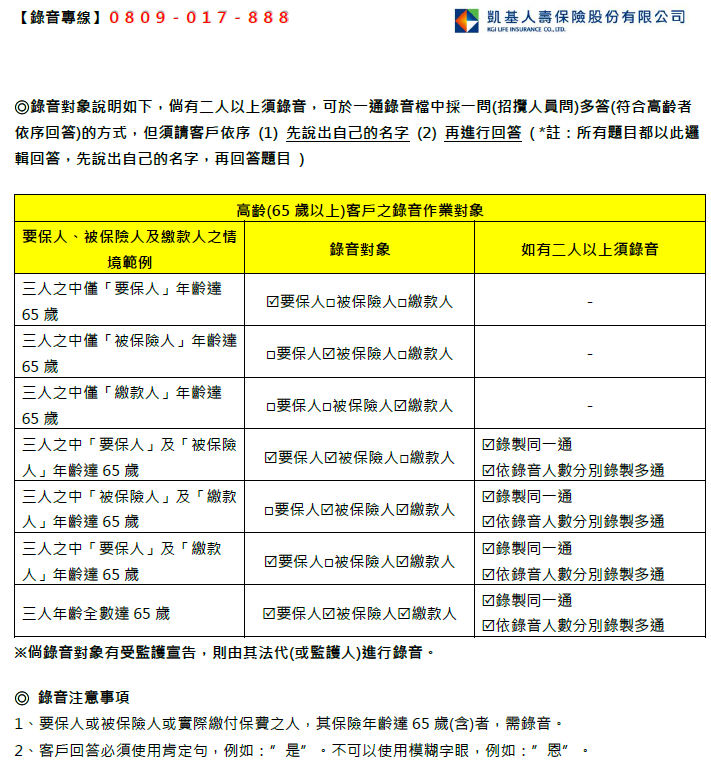 【錄音專線】０８０９-０１７-８８８
凱基人壽保險股份有限公司
KGI LIFE INSURANCE CO., LTD.
◎錄音對象說明如下，倘有二人以上須錄音，可於一通錄音檔中採一問(招攬人員問)多答(符合高齡者
依序回答)的方式，但須請客戶依序 (1) 先說出自己的名字 (2) 再進行回答 ( *註：所有題目都以此邏
輯回答，先說出自己的名字，再回答題目 )
高齡(65 歲以上)客戶之錄音作業對象
要保人、被保險人及繳款人之情
境範例
錄音對象
如有二人以上須錄音
三人之中僅「要保人」年齡達
65 歲
☑要保人□被保險人□繳款人
-
三人之中僅「被保險人」年齡達
65 歲
□要保人☑被保險人□繳款人
-
三人之中僅「繳款人」年齡達
65 歲
□要保人□被保險人☑繳款人
-
三人之中「要保人」及「被保險
人」年齡達 65 歲
☑要保人☑被保險人□繳款人
☑錄製同一通
☑依錄音人數分別錄製多通
三人之中「被保險人」及「繳款
人」年齡達 65 歲
□要保人☑被保險人☑繳款人
☑錄製同一通
☑依錄音人數分別錄製多通
三人之中「要保人」及「繳款
人」年齡達 65 歲
☑要保人□被保險人☑繳款人
☑錄製同一通
☑依錄音人數分別錄製多通
三人年齡全數達 65 歲
☑要保人☑被保險人☑繳款人
☑錄製同一通
☑依錄音人數分別錄製多通
※倘錄音對象有受監護宣告，則由其法代(或監護人)進行錄音。
◎ 錄音注意事項
1、要保人或被保險人或實際繳付保費之人，其保險年齡達 65 歲(含)者，需錄音。
2、客戶回答必須使用肯定句，例如："是"。不可以使用模糊字眼，例如："恩"。